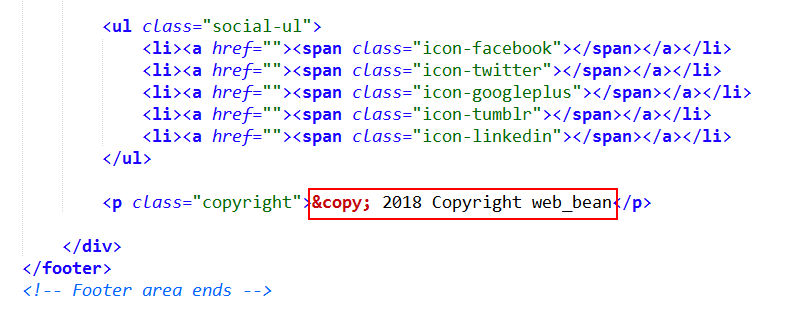 <ul class="social-ul">
<li><a href=""><span class="icon-facebook"></span></a></li>
<li><a href=""><span class="icon-twitter"></span></a></li>
<li><a href=""><span class="icon-googleplus"></span></a></li>
<li><a href=""><span class="icon-tumblr"></span></a></li>
<li><a href=""><span class="icon-linkedin"></span></a></li>
</ul>
<p class="copyright">&copy; 2018 Copyright web_bean</p>
</div>
</footer>
<!-- Footer area ends -->